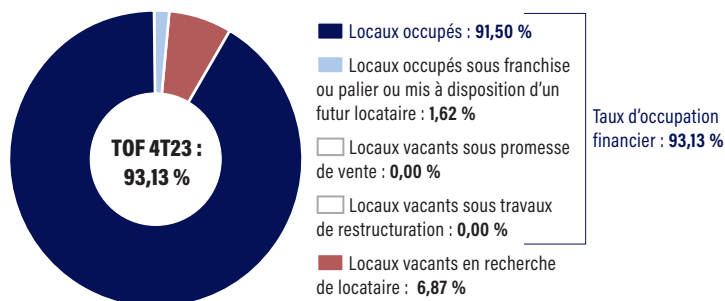 TOF 4T23 :
93,13 %
Locaux occupés : 91,50 %
Locaux occupés sous franchise
ou palier ou mis à disposition d'un
futur locataire : 1,62 %
Locaux vacants sous promesse
de vente : 0,00 %
Locaux vacants sous travaux
de restructuration : 0,00 %
Locaux vacants en recherche
de locataire : 6,87 %
Taux d'occupation
financier : 93,13 %